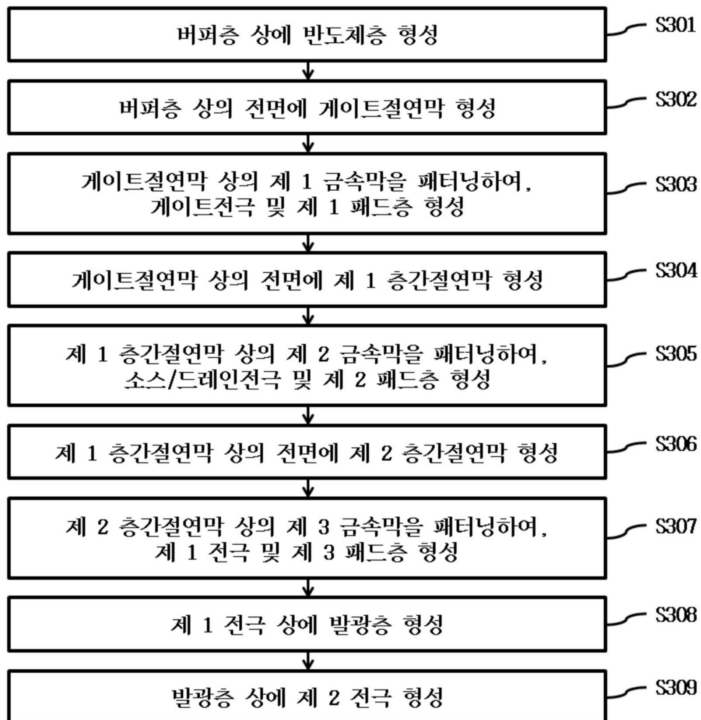 버퍼층 상에 반도체층 형성
S301
버퍼층 상의 전면에 게이트절연막 형성
S302
게이트절연막 상의 제 1 금속막을 패터닝하여,
게이트전극 및 제 1 패드층 형성
S303
게이트절연막 상의 전면에 제 1 층간절연막 형성
S304
제 1 층간절연막 상의 제 2 금속막을 패터닝하여,
소스/드레인전극 및 제 2 패드층 형성
S305
제 1 층간절연막 상의 전면에 제 2 층간절연막 형성
S306
제 2 층간절연막 상의 제 3 금속막을 패터닝하여,
제 1 전극 및 제 3 패드층 형성
S307
제 1 전극 상에 발광층 형성
S308
발광층 상에 제 2 전극 형성
S309